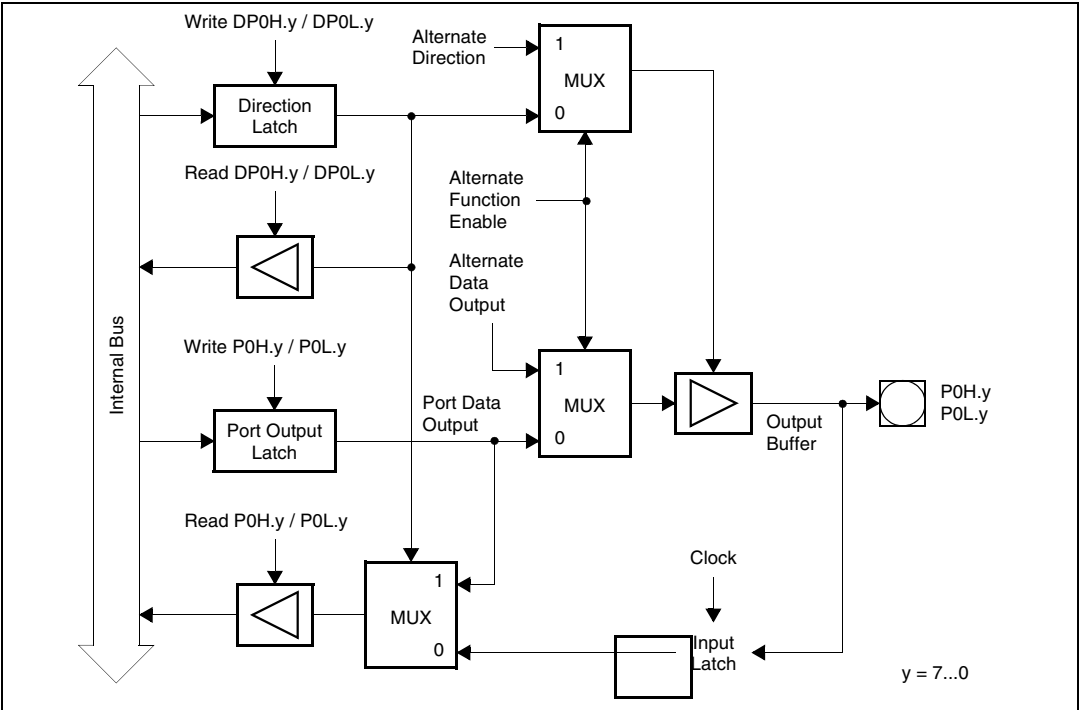 Write DP0H.y / DP0L.y
Alternate
Direction
1
MUX
0
Direction
Latch
Read DP0H.y / DP0L.y
Alternate
Function
Enable
Alternate
Data
Output
Internal Bus
Write P0H.y / P0L.y
1
MUX
0
Port Data
Output
Port Output
Latch
Output
Buffer
P0H.y
P0L.y
Read P0H.y / P0L.y
Clock
1
MUX
0
Input
Latch
y = 7...0